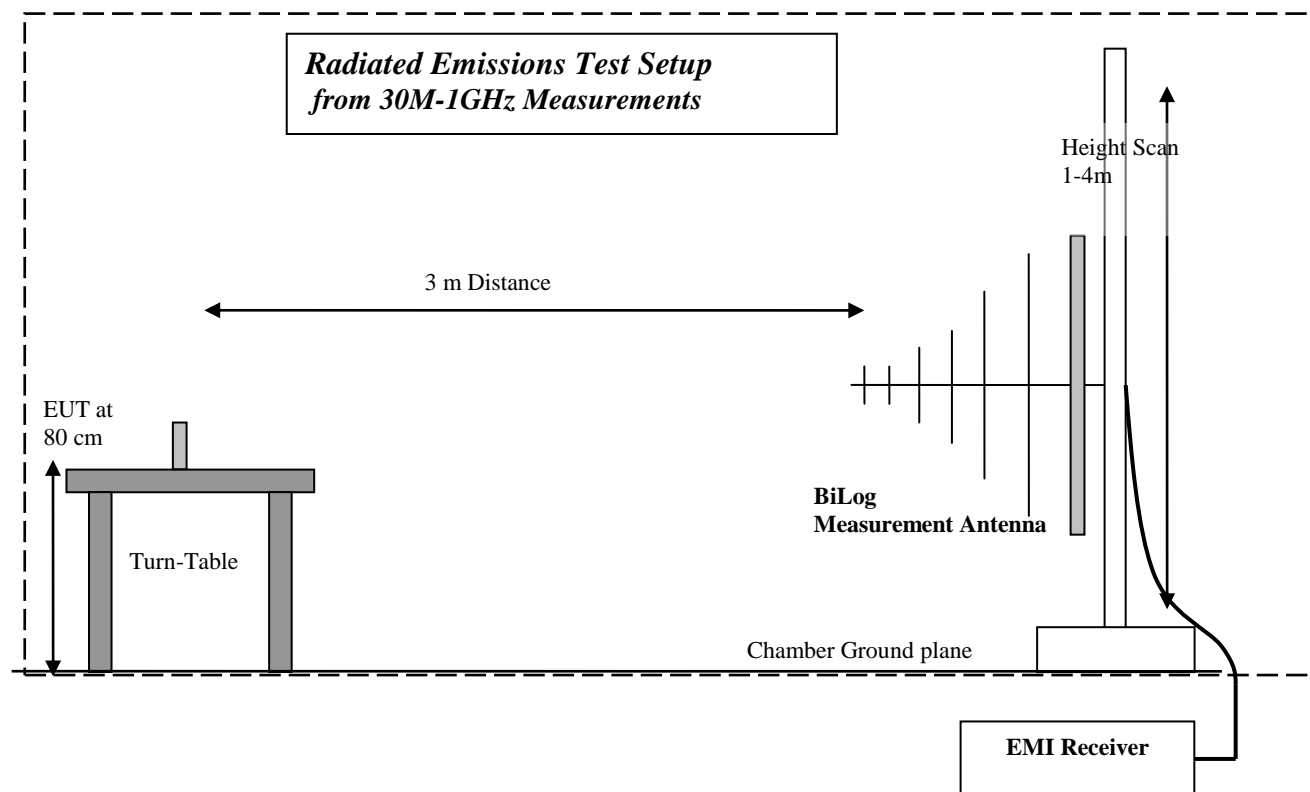 Radiated Emissions Test Setup
from 30M-1GHz Measurements
Height Scan
1-4m
3 m Distance
EUT at
80 cm
BiLog
Measurement Antenna
Turn-Table
Chamber Ground plane
EMI Receiver